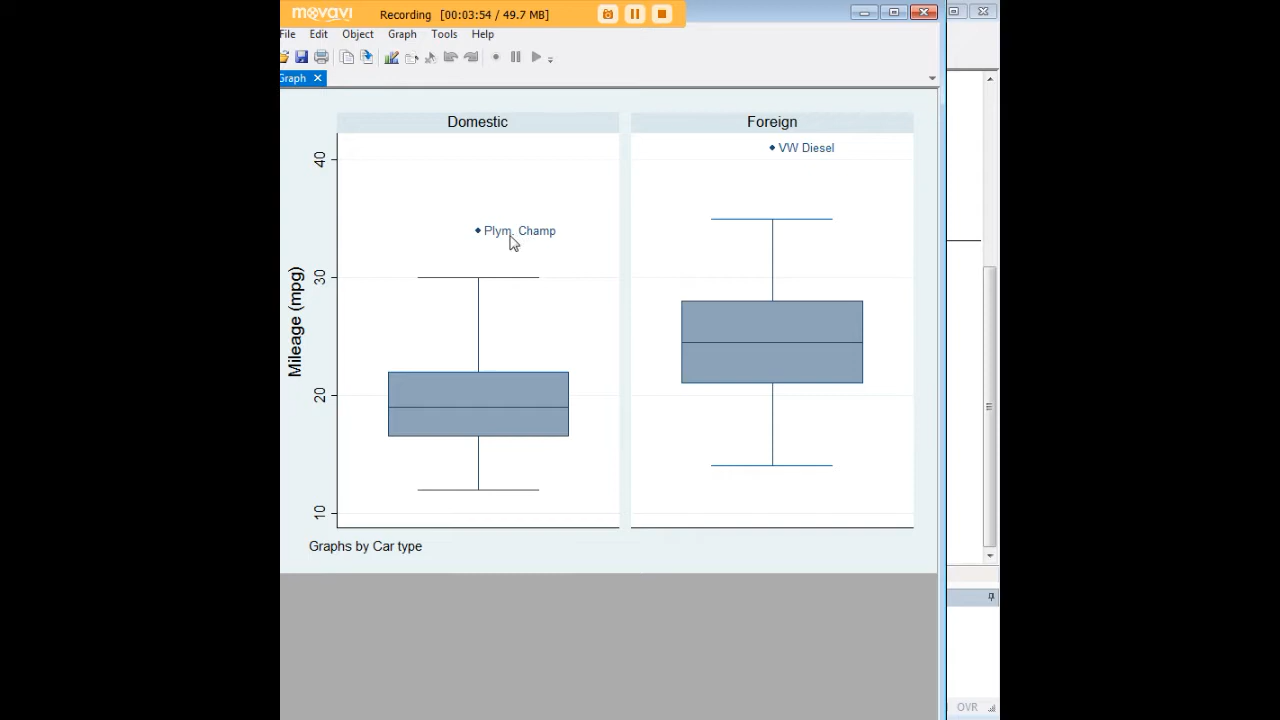 movavi Recording [00:03:54 / 49.7 MB]
File Edit Object Graph Tools Help
Graph
Domestic Foreign
VW Diesel
40
Plym. Champ
30
Mileage (mpg)
20
10
Graphs by Car type
OVR